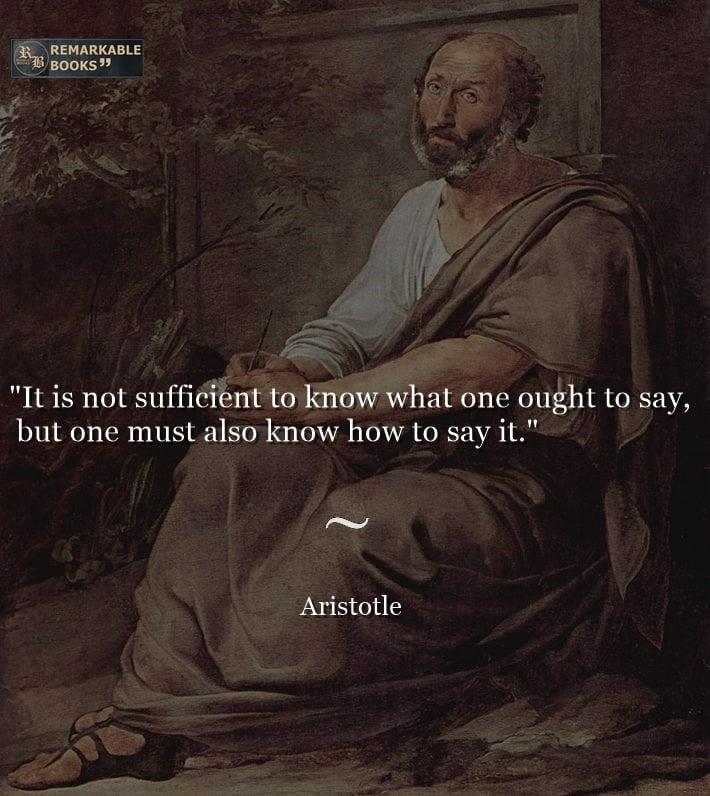 REMARKABLE
BOOKS”
"It is not sufficient to know what one ought to say,
but one must also know how to say it."
~
Aristotle